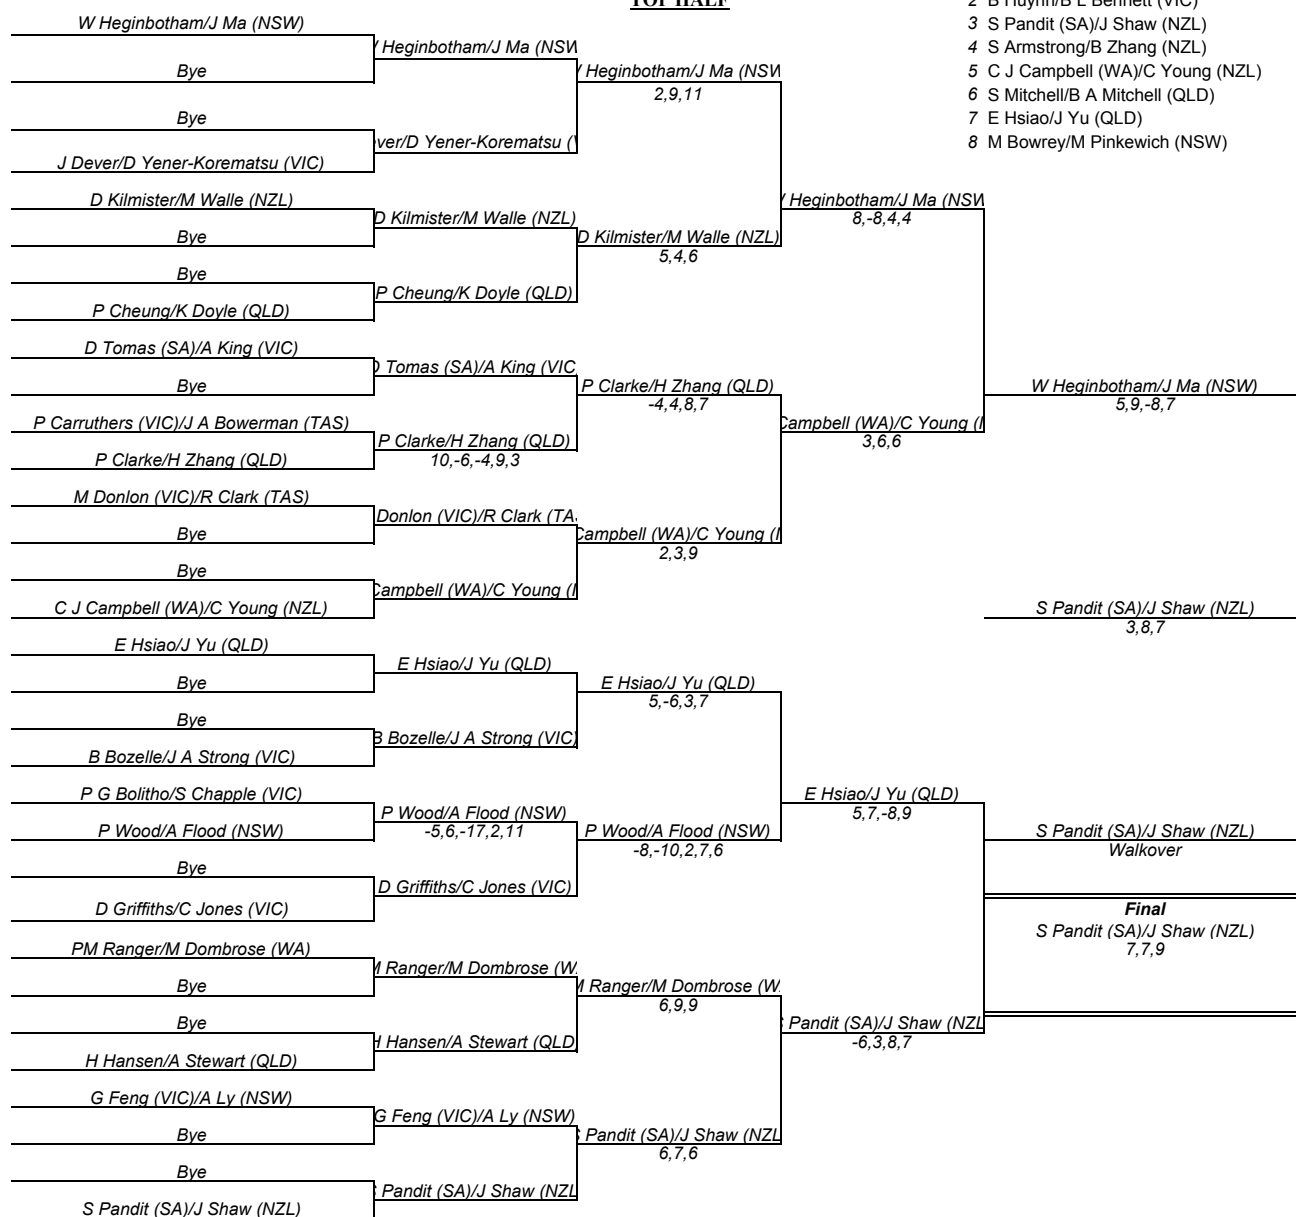 TOP HALF
2 B Huynh/B L Bennett (VIC)
3 S Pandit (SA)/J Shaw (NZL)
4 S Armstrong/B Zhang (NZL)
5 C J Campbell (WA)/C Young (NZL)
6 S Mitchell/B A Mitchell (QLD)
7 E Hsiao/J Yu (QLD)
8 M Bowrey/M Pinkewich (NSW)
W Heginbotham/J Ma (NSW)
Bye
Bye
J Dever/D Yener-Korematsu (VIC)
D Kilmister/M Walle (NZL)
Bye
Bye
P Cheung/K Doyle (QLD)
D Tomas (SA)/A King (VIC)
Bye
P Carruthers (VIC)/J A Bowerman (TAS)
P Clarke/H Zhang (QLD)
M Donlon (VIC)/R Clark (TAS)
Bye
Bye
C J Campbell (WA)/C Young (NZL)
E Hsiao/J Yu (QLD)
Bye
Bye
B Bozelle/J A Strong (VIC)
P G Bolitho/S Chapple (VIC)
P Wood/A Flood (NSW)
Bye
D Griffiths/C Jones (VIC)
PM Ranger/M Dombrose (WA)
Bye
Bye
H Hansen/A Stewart (QLD)
G Feng (VIC)/A Ly (NSW)
Bye
Bye
S Pandit (SA)/J Shaw (NZL)
Heginbotham/J Ma (NSW
ver/D Yener-Korematsu (
D Kilmister/M Walle (NZL)
P Cheung/K Doyle (QLD)
Tomas (SA)/A King (VIC
P Clarke/H Zhang (QLD)
10,-6,-4,9,3
Donlon (VIC)/R Clark (TA
Campbell (WA)/C Young (
E Hsiao/J Yu (QLD)
B Bozelle/J A Strong (VIC)
P Wood/A Flood (NSW)
-5,6,-17,2,11
D Griffiths/C Jones (VIC)
Ranger/M Dombrose (W
H Hansen/A Stewart (QLD
G Feng (VIC)/A Ly (NSW)
Pandit (SA)/J Shaw (NZL
Heginbotham/J Ma (NSW
2,9,11
D Kilmister/M Walle (NZL)
5,4,6
P Clarke/H Zhang (QLD)
-4,4,8,7
Campbell (WA)/C Young (
2,3,9
E Hsiao/J Yu (QLD)
5,-6,3,7
P Wood/A Flood (NSW)
-8,-10,2,7,6
Ranger/M Dombrose (W
6,9,9
Pandit (SA)/J Shaw (NZL
6,7,6
Heginbotham/J Ma (NSW
8,-8,4,4
Campbell (WA)/C Young (
3,6,6
E Hsiao/J Yu (QLD)
5,7,-8,9
Pandit (SA)/J Shaw (NZL
-6,3,8,7
W Heginbotham/J Ma (NSW)
5,9,-8,7
S Pandit (SA)/J Shaw (NZL)
3,8,7
S Pandit (SA)/J Shaw (NZL)
Walkover
Final
S Pandit (SA)/J Shaw (NZL)
7,7,9